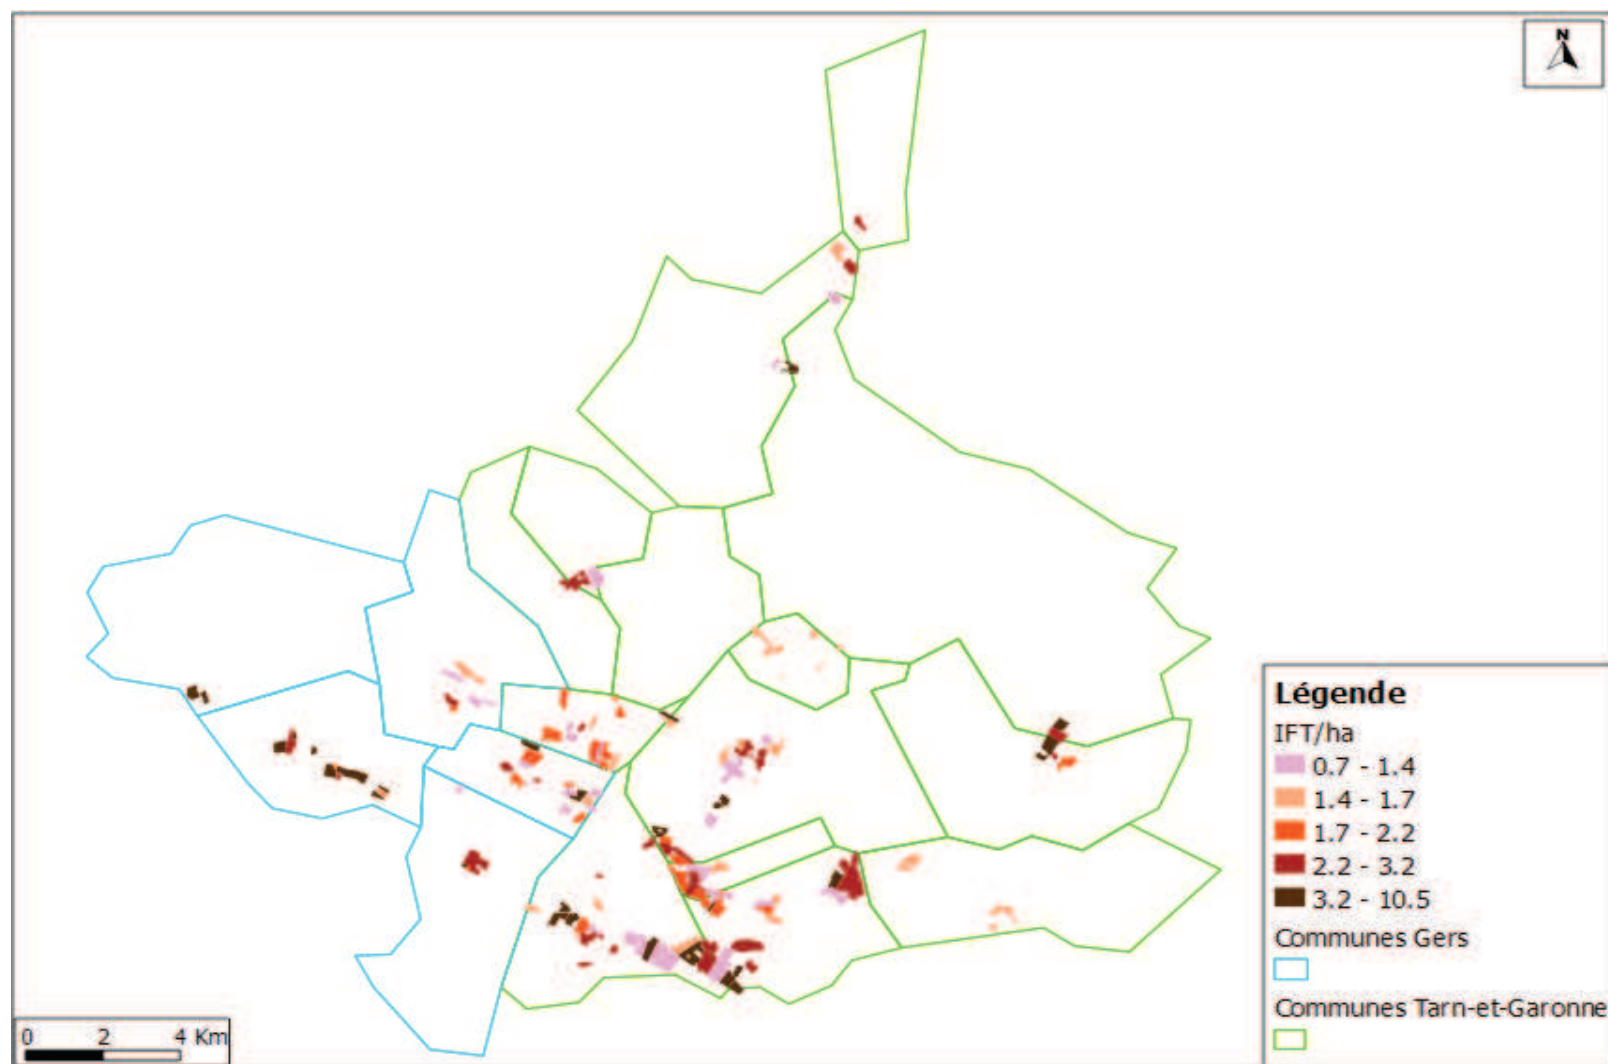 N
Légende
IFT/ha
0.7 - 1.4
1.4 - 1.7
1.7 - 2.2
2.2 - 3.2
3.2 - 10.5
Communes Gers
Communes Tarn-et-Garonne
0 2 4 Km